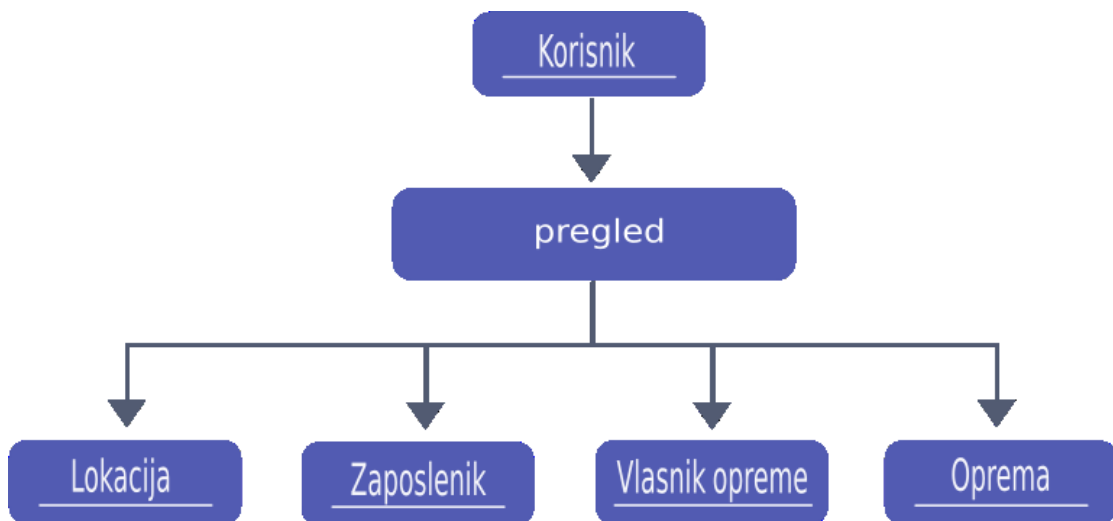 Korisnik
pregled
Lokacija
Zaposlenik
Vlasnik opreme
Oprema